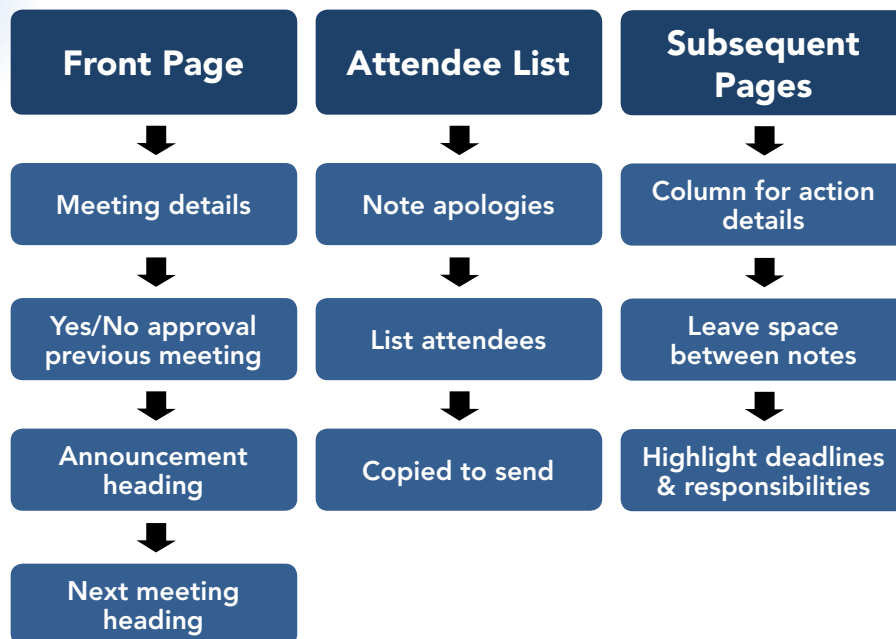 Front Page
Meeting details
Yes/No approval
previous meeting
Announcement
heading
Next meeting
heading
Attendee List
Note apologies
List attendees
Copied to send
Subsequent
Pages
Column for action
details
Leave space
between notes
Highlight deadlines
& responsibilities